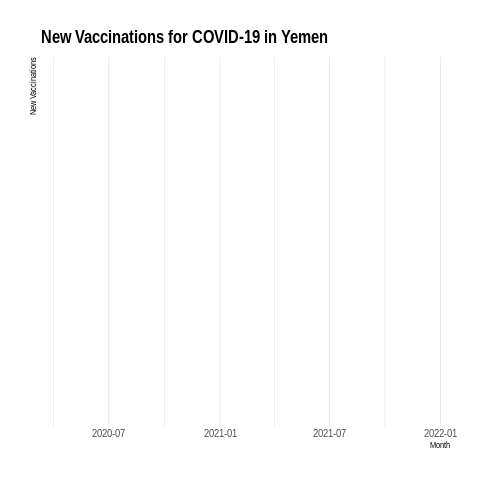 New Vaccinations for COVID-19 in Yemen
New Vaccinations
2020-07
2021-01
2021-07
2022-01
Month